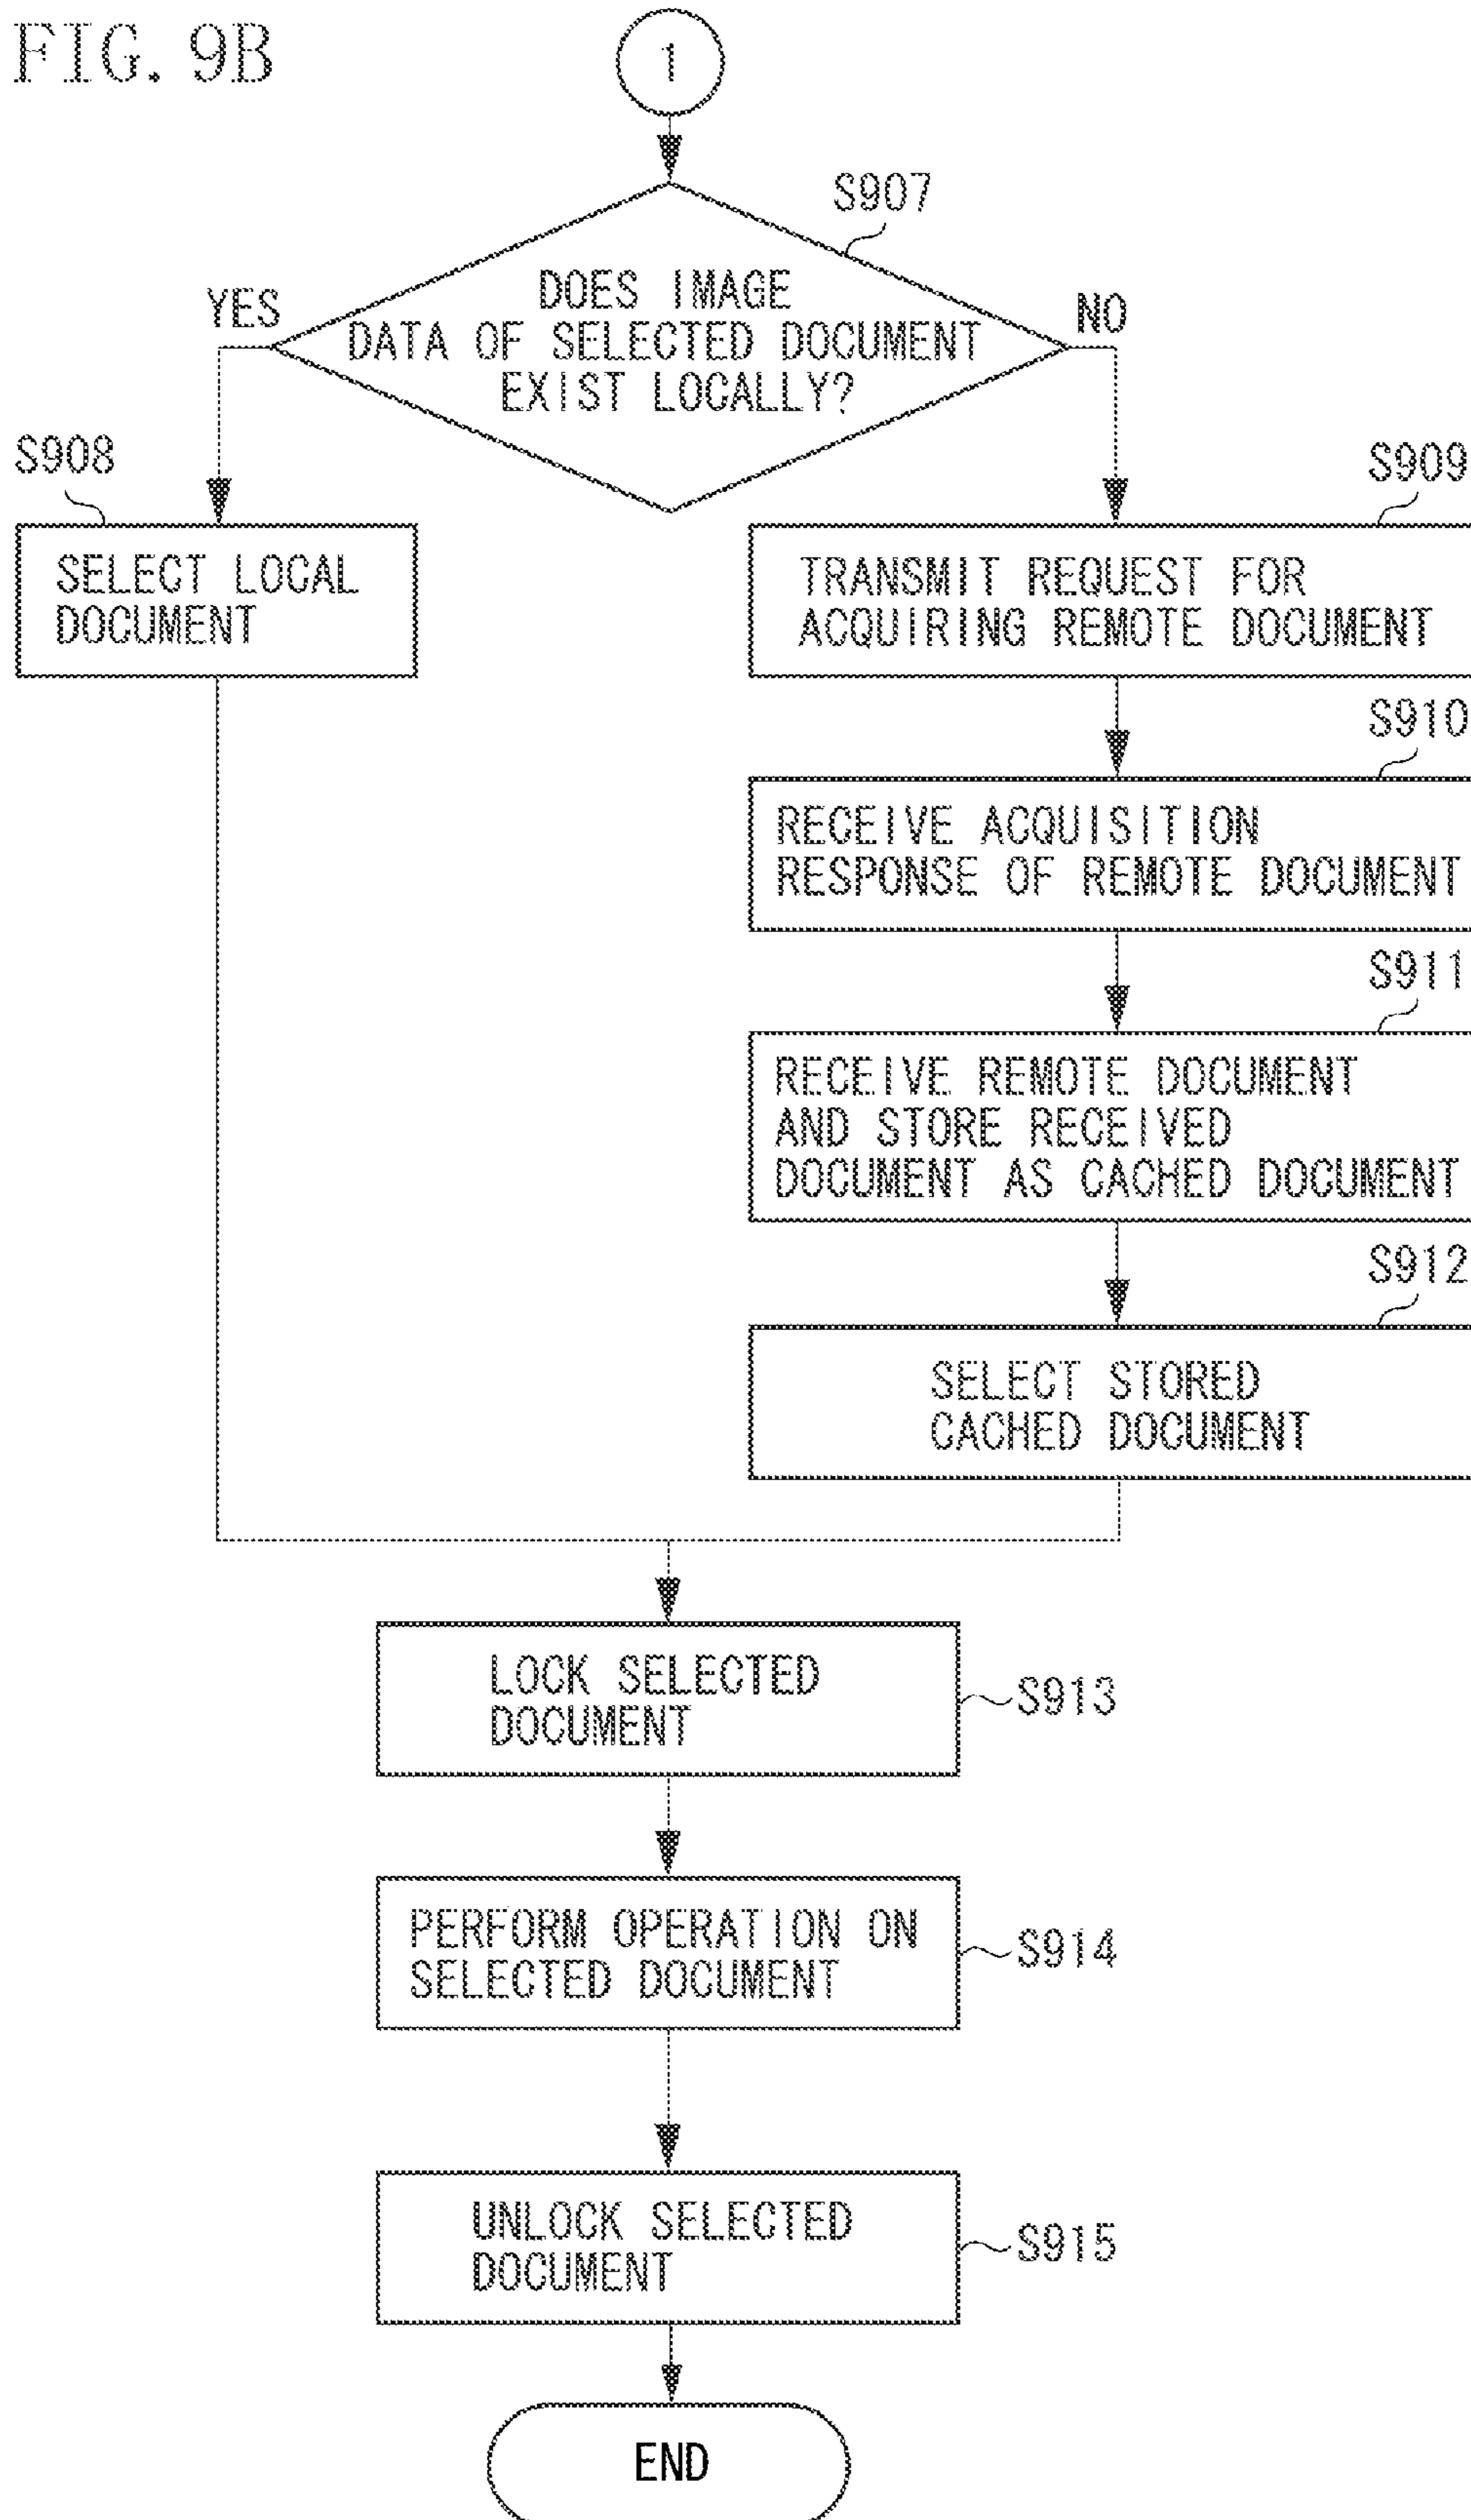 FIG. 9B
1
S907
DOES IMAGE
DATA OF SELECTED DOCUMENT
EXIST LOCALLY?
YES
NO
S908
SELECT LOCAL
DOCUMENT
S909
TRANSMIT REQUEST FOR
ACQUIRING REMOTE DOCUMENT
S910
RECEIVE ACQUISITION
RESPONSE OF REMOTE DOCUMENT
S911
RECEIVE REMOTE DOCUMENT
AND STORE RECEIVED
DOCUMENT AS CACHED DOCUMENT
S912
SELECT STORED
CACHED DOCUMENT
LOCK SELECTED
DOCUMENT
S913
PERFORM OPERATION ON
SELECTED DOCUMENT
S914
UNLOCK SELECTED
DOCUMENT
S915
END